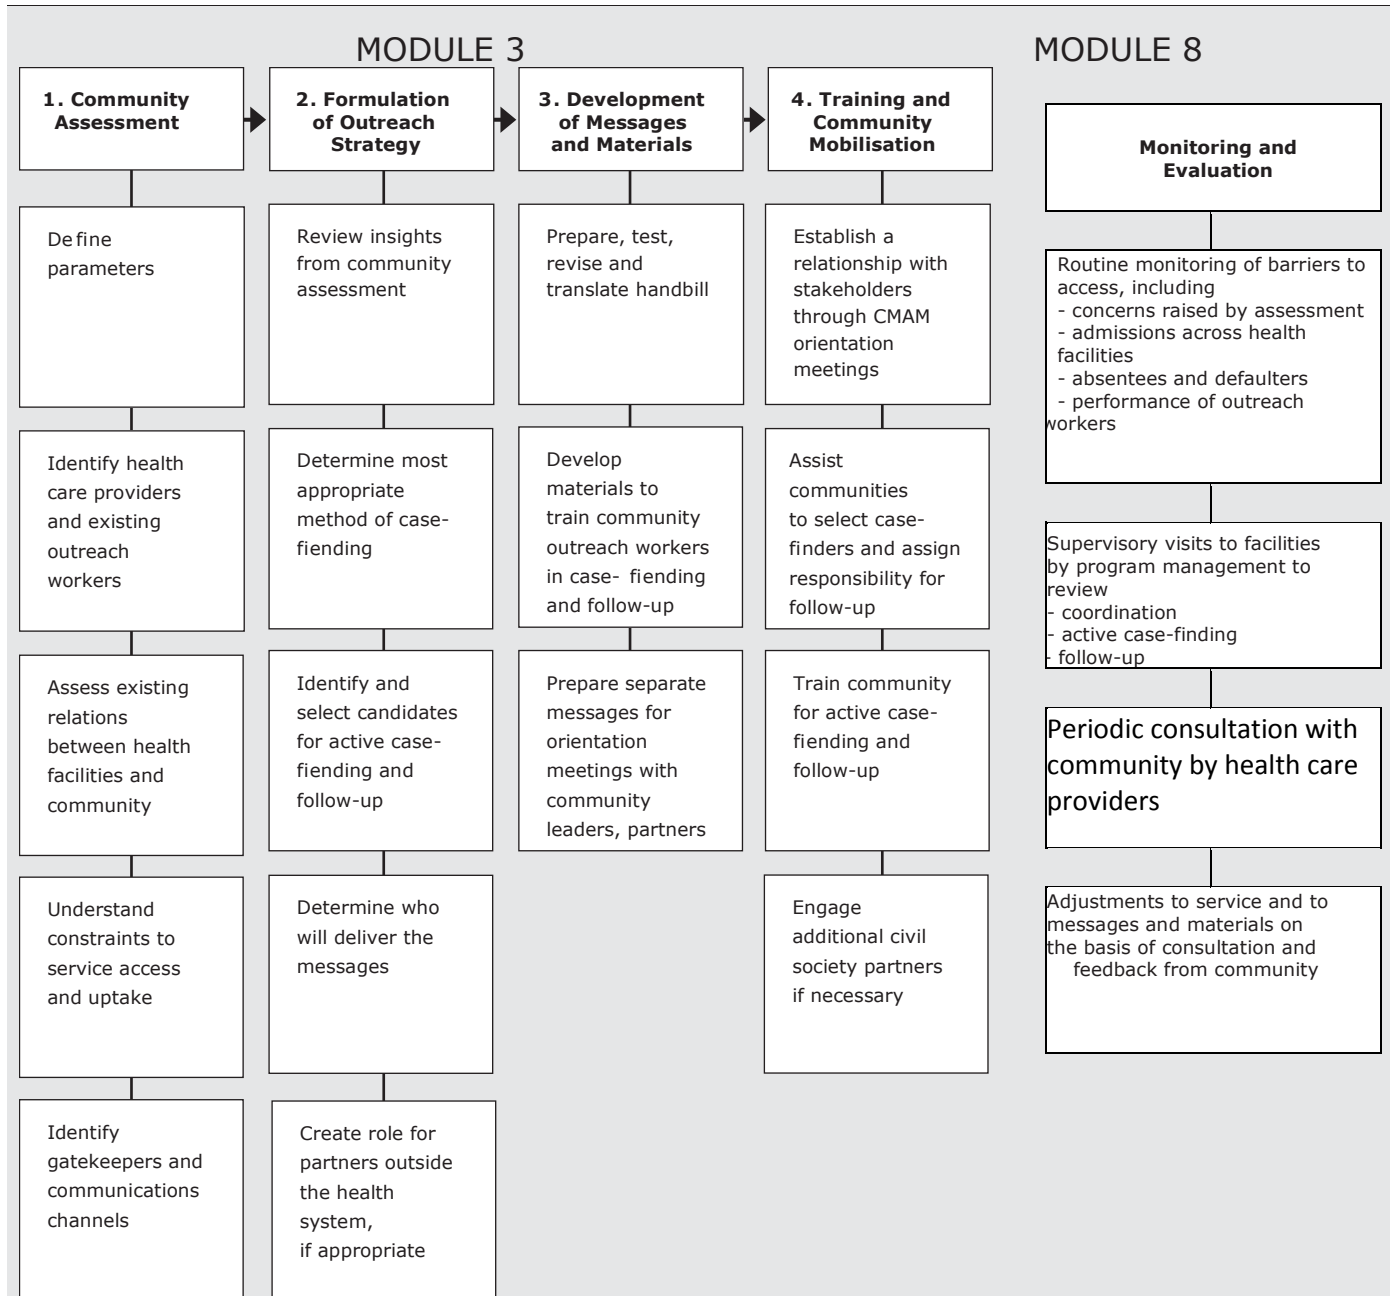 MODULE 3
MODULE 8
1. Community
Assessment
2. Formulation
of Outreach
Strategy
3. Development
of Messages
and Materials
4. Training and
Community
Mobilisation
Monitoring and
Evaluation
Define
parameters
Identify health
care providers
and existing
outreach
workers
Assess existing
relations
between health
facilities and
community
Understand
constraints to
service access
and uptake
Identify
gatekeepers and
communications
channels
Review insights
from community
assessment
Determine most
appropriate
method of case-
fiending
Identify and
select candidates
for active case-
fiending and
follow-up
Determine who
will deliver the
messages
Create role for
partners outside
the health
system,
if appropriate
Prepare, test,
revise and
translate handbill
Develop
materials to
train community
outreach workers
in case- fiending
and follow-up
Prepare separate
messages for
orientation
meetings with
community
leaders, partners
Establish a
relationship with
stakeholders
through CMAM
orientation
meetings
Assist
communities
to select case-
finders and assign
responsibility for
follow-up
Train community
for active case-
fiending and
follow-up
Engage
additional civil
society partners
if necessary
Routine monitoring of barriers to
access, including
- concerns raised by assessment
- admissions across health
facilities
- absentees and defaulters
- performance of outreach
workers
Supervisory visits to facilities
by program management to
review
- coordination
- active case-finding
- follow-up
Periodic consultation with
community by health care
providers
Adjustments to service and to
messages and materials on
the basis of consultation and
feedback from community